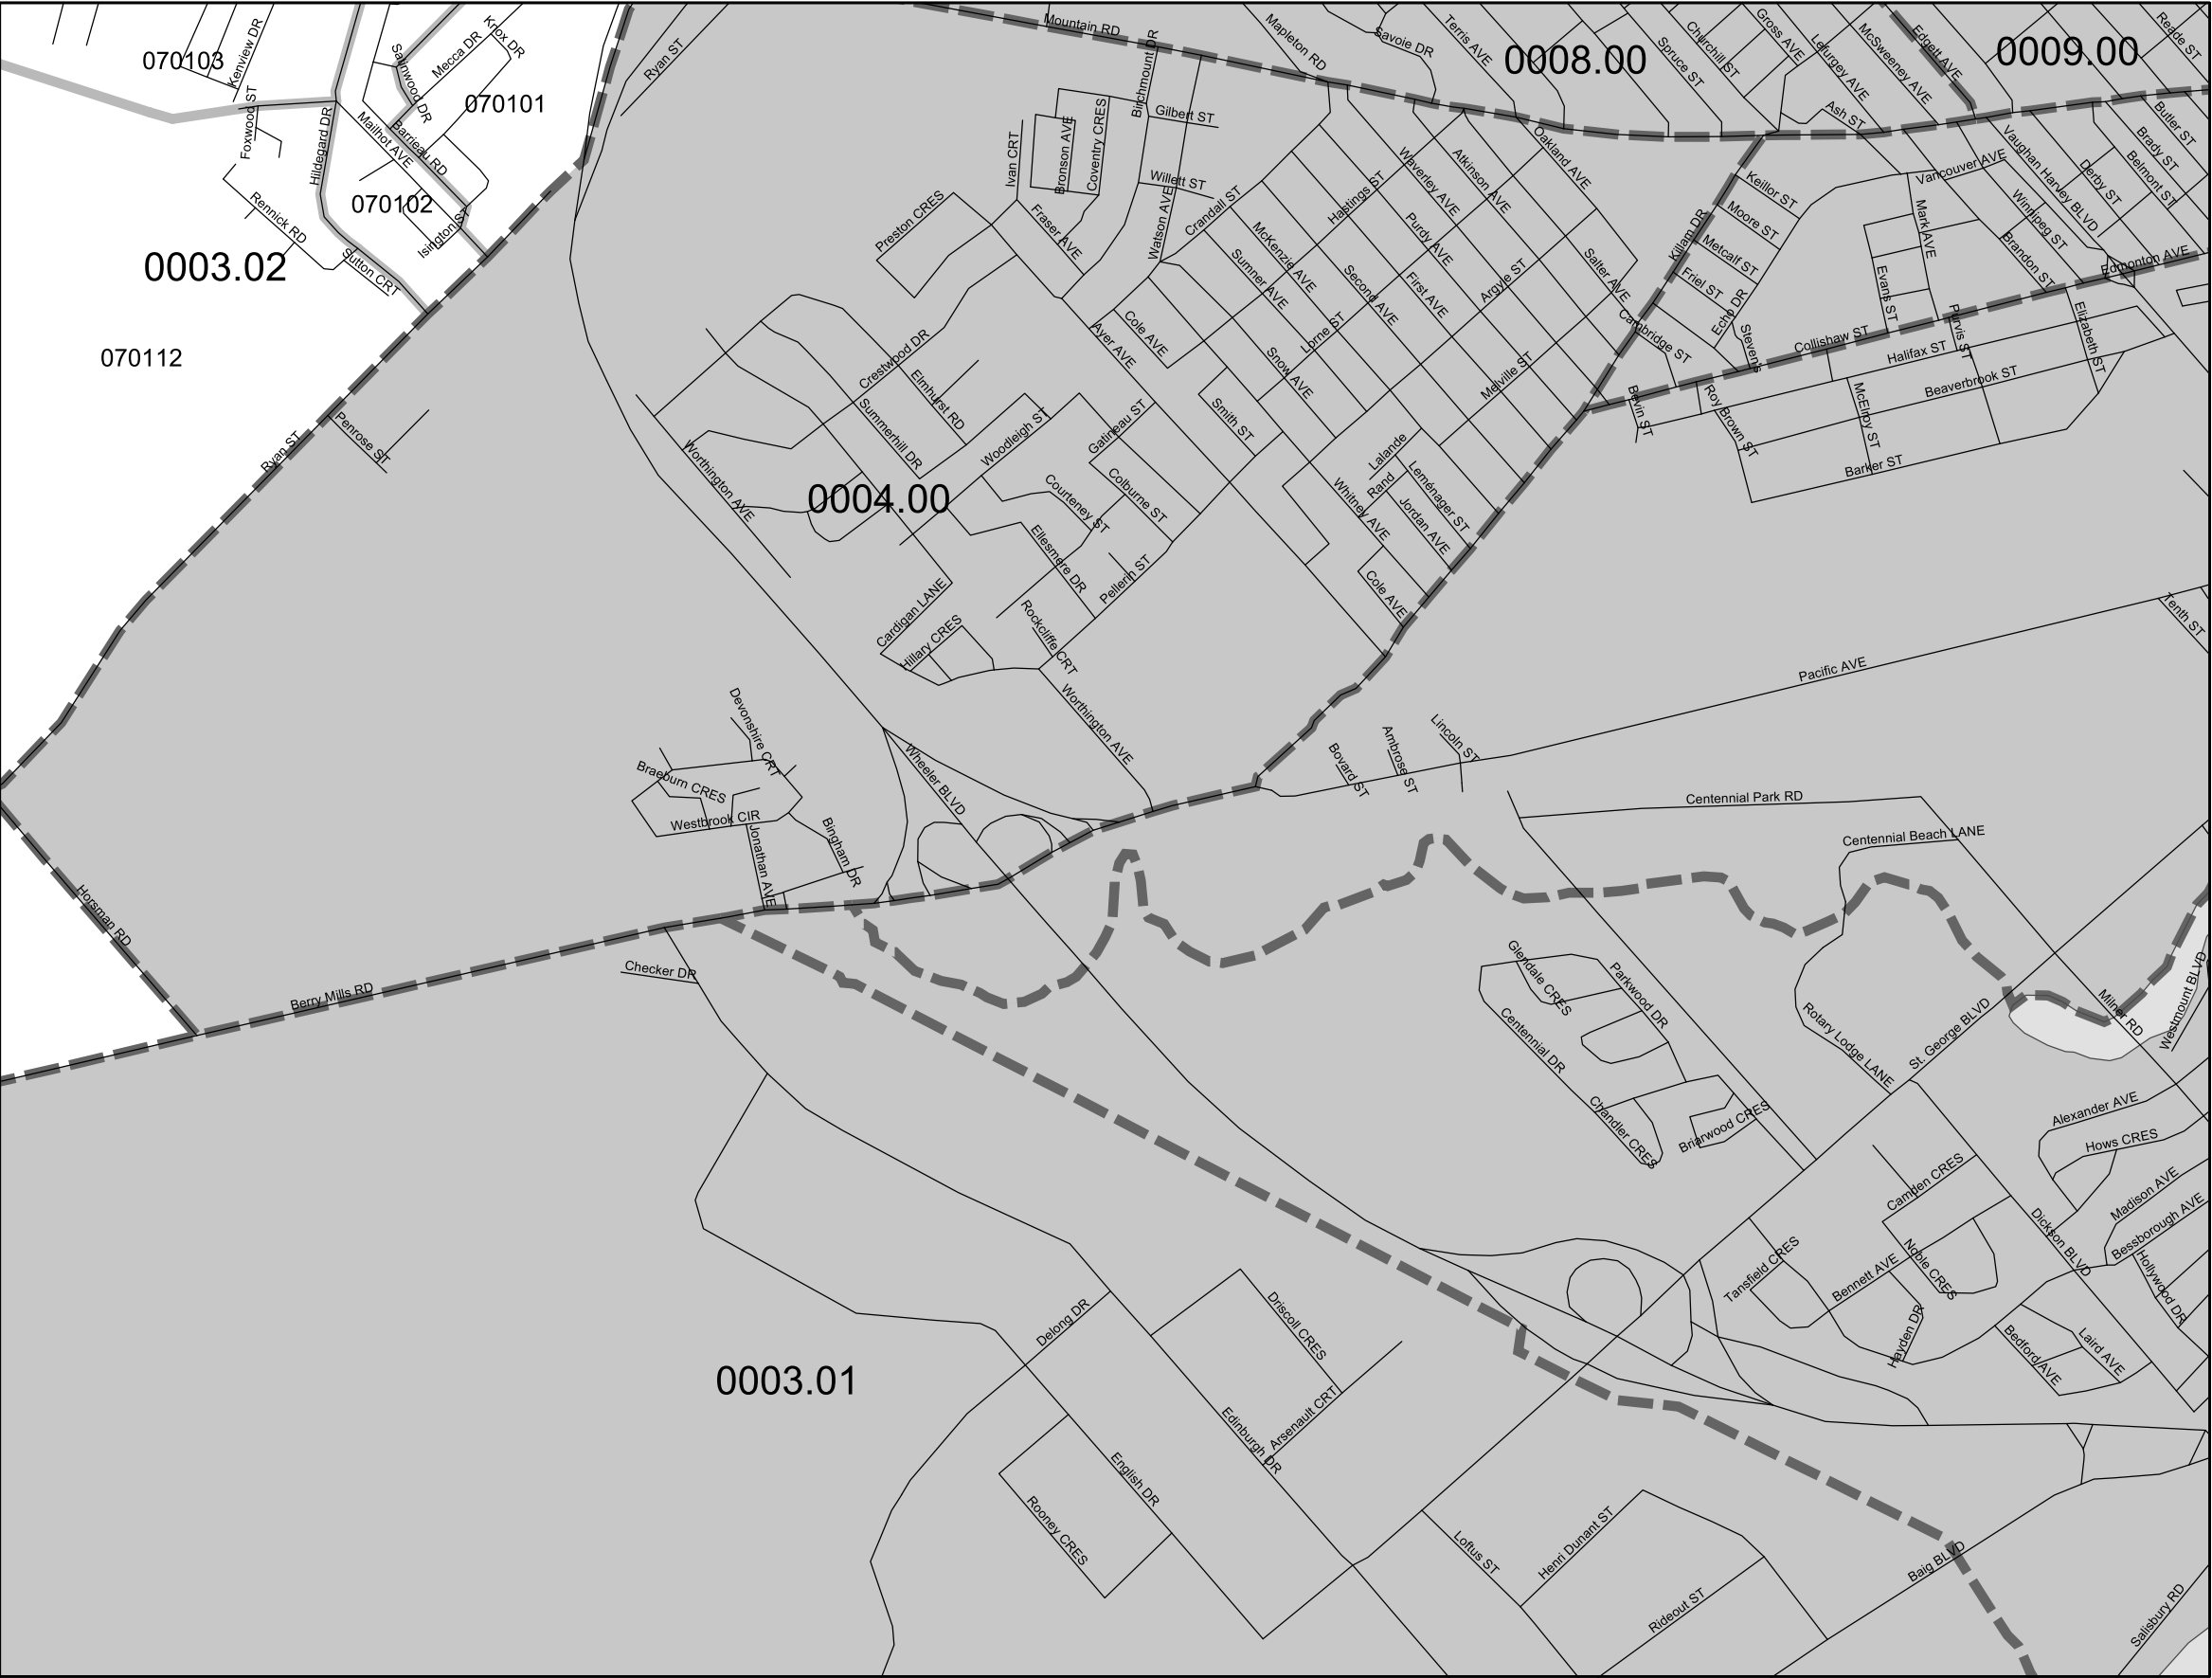 Mountain RD
Mapleton RD
Savoie DR
Terris AVE
0008.00
Spruce ST
Churchill ST
Gross AVE
Lefurgey AVE
McSweeney AVE
Edgett AVE
0009.00
Reade ST
070103
Kenview DR
Saunwood DR
Mecca DR
Knox DR
070101
Ryan ST
Birchmount DR
Gilbert ST
Foxwood ST
Hildegard DR
Mailhot AVE
Barrieau RD
Ivan CRT
Bronson AVE
Coventry CRES
Willett ST
Watson AVE
Oakland AVE
Ash ST
Butler ST
Brady ST
Belmont ST
Derby ST
Vaughan Harvey BLVD
Vancouver AVE
Waverley AVE
Atkinson AVE
Hastings ST
Keillor ST
Moore ST
Metcalf ST
Friel ST
Killam DR
Mark AVE
Winnipeg ST
Brandon ST
Edmonton AVE
070102
Isington ST
Rennick RD
Sutton CRT
0003.02
070112
Preston CRES
Fraser AVE
Crandall ST
McKenzie AVE
Sumner AVE
Purdy AVE
First AVE
Second AVE
Argyle ST
Salter AVE
Cambridge ST
Echo DR
Stevens
Evans ST
Purvis ST
Elizabeth ST
Collishaw ST
Halifax ST
Beaverbrook ST
Crestwood DR
Ayer AVE
Cole AVE
Lorne ST
Snow AVE
Melville ST
Bevin ST
Roy Brown ST
McElroy ST
Barker ST
Elmhurst RD
Summerhill DR
Woodleigh ST
Gatineau ST
Smith ST
Lalande
Rand
Leménager ST
Jordan AVE
Whitney AVE
Penrose ST
Ryan ST
Worthington AVE
0004.00
Courteney ST
Colburne ST
Ellesmere DR
Pellerin ST
Cole AVE
Tenth ST
Cardigan LANE
Hillary CRES
Rockcliffe CRT
Worthington AVE
Pacific AVE
Devonshire CRT
Braeburn CRES
Westbrook CIR
Jonathan AVE
Bingham DR
Wheeler BLVD
Bovard ST
Ambrose ST
Lincoln ST
Centennial Park RD
Centennial Beach LANE
Horsman RD
Berry Mills RD
Checker DR
Glendale CRES
Parkwood DR
Centennial DR
Chandler CRES
Briarwood CRES
Rotary Lodge LANE
St. George BLVD
Milner RD
Westmount BLVD
Alexander AVE
Hows CRES
Madison AVE
Bessborough AVE
Hollywood DR
Camden CRES
Dickson BLVD
Tansfield CRES
Bennett AVE
Noble CRES
Hayden DR
Bedford AVE
Laird AVE
Delong DR
Driscoll CRES
0003.01
Edinburgh DR
Arsenault CRT
English DR
Rooney CRES
Loftus ST
Henri Dunant ST
Rideout ST
Baig BLVD
Salisbury RD